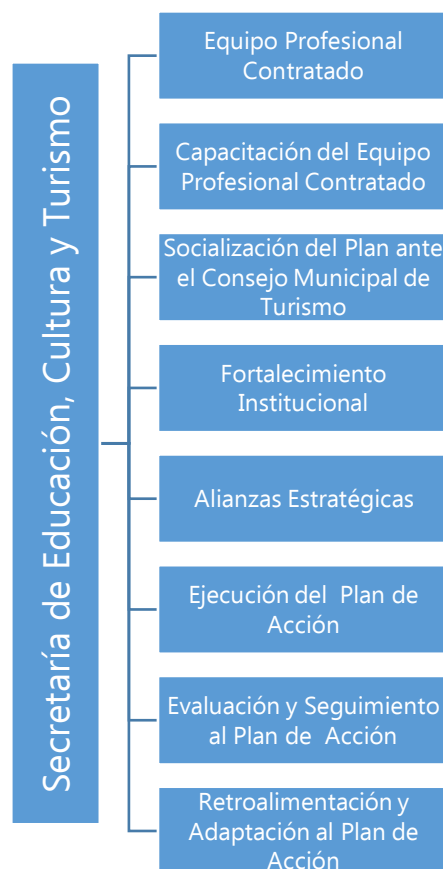 Secretaría de Educación, Cultura y Turismo
Equipo Profesional
Contratado
Capacitación del Equipo
Profesional Contratado
Socialización del Plan ante
el Consejo Municipal de
Turismo
Fortalecimiento
Institucional
Alianzas Estratégicas
Ejecución del Plan de
Acción
Evaluación y Seguimiento
al Plan de Acción
Retroalimentación y
Adaptación al Plan de
Acción